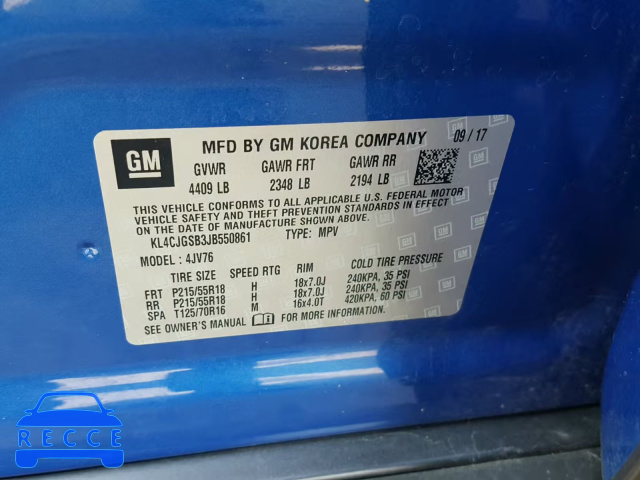 GM
MFD BY GM KOREA COMPANY 09 / 17
GVWR GAWR FRT GAWR RR
4409 LB 2348 LB 2194 LB
THIS VEHICLE CONFORMS TO ALL APPLICABLE U.S. FEDERAL MOTOR
VEHICLE SAFETY AND THEFT PREVENTION STANDARDS IN EFFECT
ON THE DATE OF MANUFACTURE SHOWN ABOVE.
KL4CJGSB3JB550861 TYPE: MPV
MODEL : 4JV76
TIRE SIZE SPEED RTG RIM COLD TIRE PRESSURE
FRT P215/55R18 H 18x7.0J 240KPA, 35 PSI
RR P215/55R18 H 18x7.0J 240KPA, 35 PSI
SPA T125/70R16 M 16x4.0T 420KPA, 60 PSI
SEE OWNER'S MANUAL FOR MORE INFORMATION.
RECCE